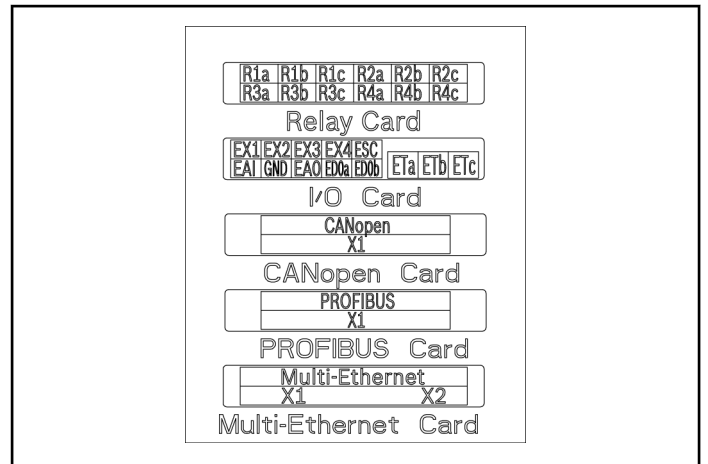 R1a R1b R1c R2a R2b R2c
R3a R3b R3c R4a R4b R4c
Relay Card
EX1 EX2 EX3 EX4 ESC
EAI GND EAO EDOa EDOb ETa ETb ETc
I/O Card
CANopen
X1
CANopen Card
PROFIBUS
X1
PROFIBUS Card
Multi-Ethernet
X1 X2
Multi-Ethernet Card